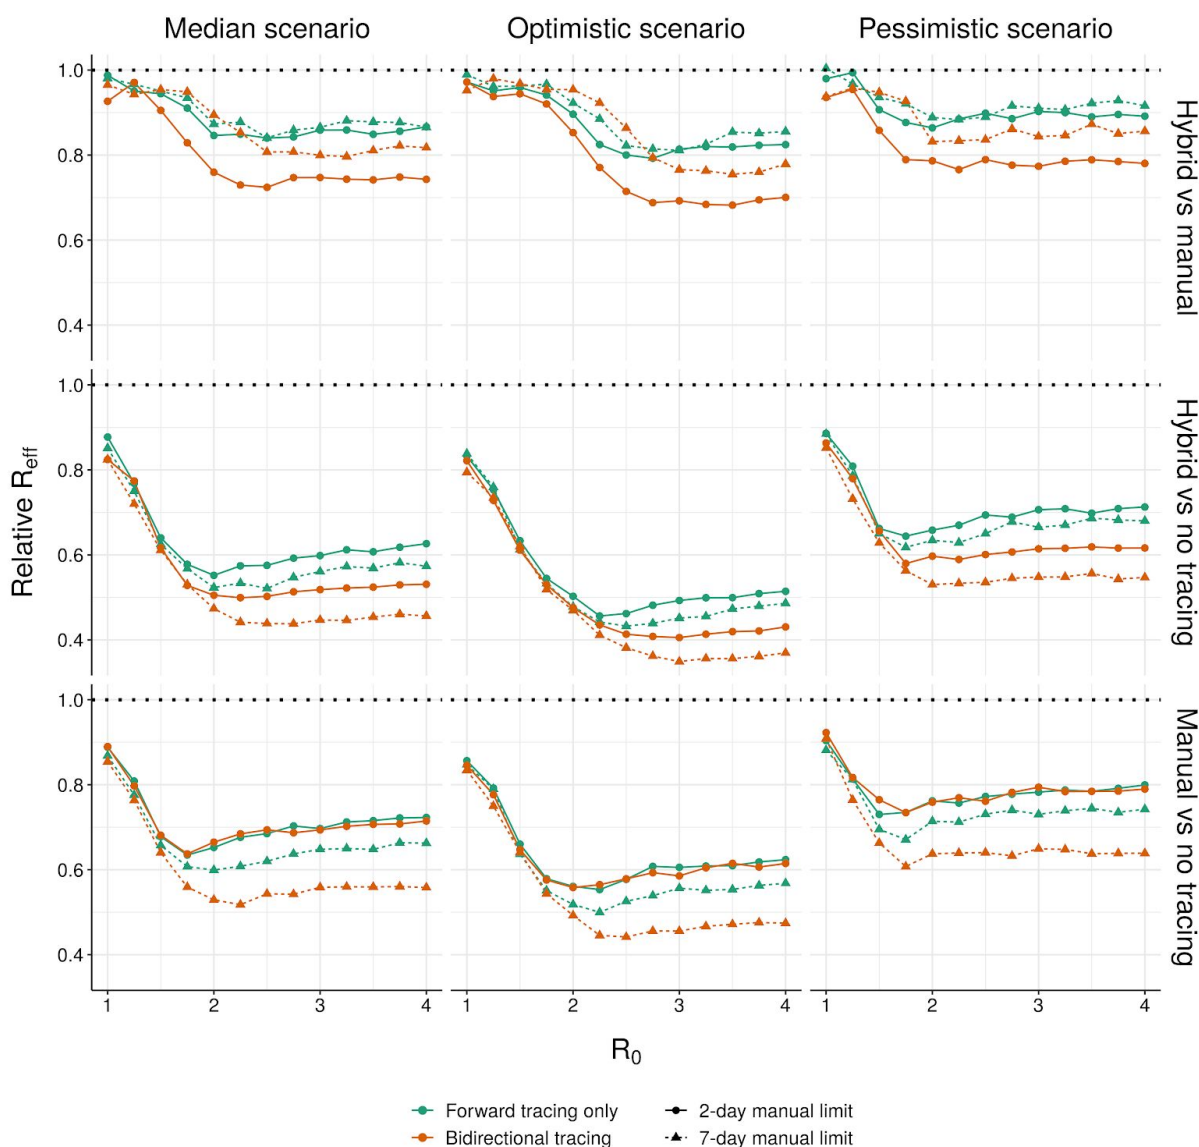 Median scenario Optimistic scenario Pessimistic scenario
1.0
0.8
0.6
0.4
Hybrid vs manual
1.0
0.8
0.6
0.4
Hybrid vs no tracing
Relative Reff
1.0
0.8
0.6
0.4
Manual vs no tracing
1 2 3 4 1 2 3 4 1 2 3 4
R0
Forward tracing only 2-day manual limit
Bidirectional tracing 7-day manual limit